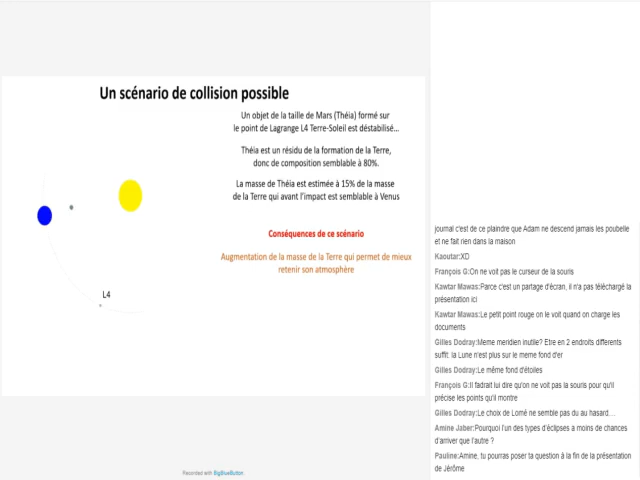 Un scénario de collision possible
Un objet de la taille de Mars (Théia) formé sur
le point de Lagrange L4 Terre-Soleil est déstabilisé...
Théia est un résidu de la formation de la Terre,
donc de composition semblable à 80%.
La masse de Théia est estimée à 15% de la masse
de la Terre qui avant l'impact est semblable à Venus
Conséquences de ce scénario
Augmentation de la masse de la Terre qui permet de mieux
retenir son atmosphère
L4
Recorded with BigBlueButton
journal c'est de ce plaindre que Adam ne descend jamais les poubelle
et ne fait rien dans la maison
Kaoutar:XD
François G:On ne voit pas le curseur de la souris
Kawtar Mawas:Parce c'est un partage d'écran, il n'a pas téléchargé la
présentation ici
Kawtar Mawas:Le petit point rouge on le voit quand on charge les
documents
Gilles Dodray:Meme meridien inutile? Etre en 2 endroits differents
suffit: la Lune n'est plus sur le meme fond d'er
Gilles Dodray:Le même fond d'étoiles
François G:Il fadrait lui dire qu'on ne voit pas la souris pour qu'il
précise les points qu'il montre
Gilles Dodray:Le choix de Lomé ne semble pas du au hasard....
Amine Jaber:Pourquoi l'un des types d'éclipses a moins de chances
d'arriver que l'autre ?
Pauline:Amine, tu pourras poser ta question à la fin de la présentation
de Jérôme